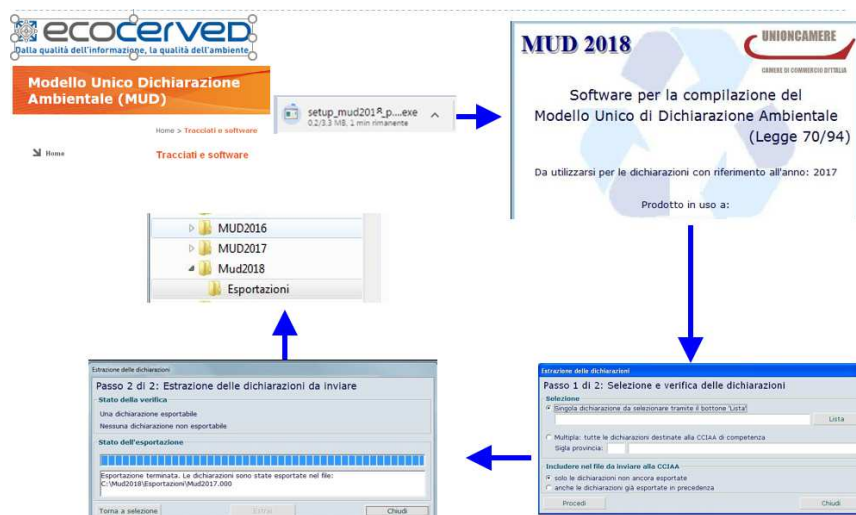 ecocerved
Dalla qualità dell'informazione, la qualità dell'ambiente
Modello Unico Dichiarazione
Ambientale (MUD)
Home > Tracciati e software
Home
Tracciati e software
setup_mud2018_p....exe
0.2/3.3 MB, 1 min rimanente
MUD 2018
UNIONCAMERE
CAMERE DI COMMERCIO D'ITALIA
Software per la compilazione del
Modello Unico di Dichiarazione Ambientale
(Legge 70/94)
Da utilizzarsi per le dichiarazioni con riferimento all'anno: 2017
Prodotto in uso a:
MUD2016
MUD2017
Mud2018
Esportazioni
Estrazione delle dichiarazioni
Passo 2 di 2: Estrazione delle dichiarazioni da inviare
Stato della verifica
Una dichiarazione esportabile
Nessuna dichiarazione non esportabile
Stato dell'esportazione
Esportazione terminata. Le dichiarazioni sono state esportate nel file:
C:\Mud2018\Esportazioni\Mud2017.000
Torna a selezione
Estrai
Chiudi
Estrazione delle dichiarazioni
Passo 1 di 2: Selezione e verifica delle dichiarazioni
Selezione
Singola dichiarazione da selezionare tramite il bottone 'Lista'
Lista
Multipla: tutte le dichiarazioni destinate alla CCIAA di competenza
Sigla provincia:
Includere nel file da inviare alla CCIAA
solo le dichiarazioni non ancora esportate
anche le dichiarazioni già esportate in precedenza
Procedi
Chiudi